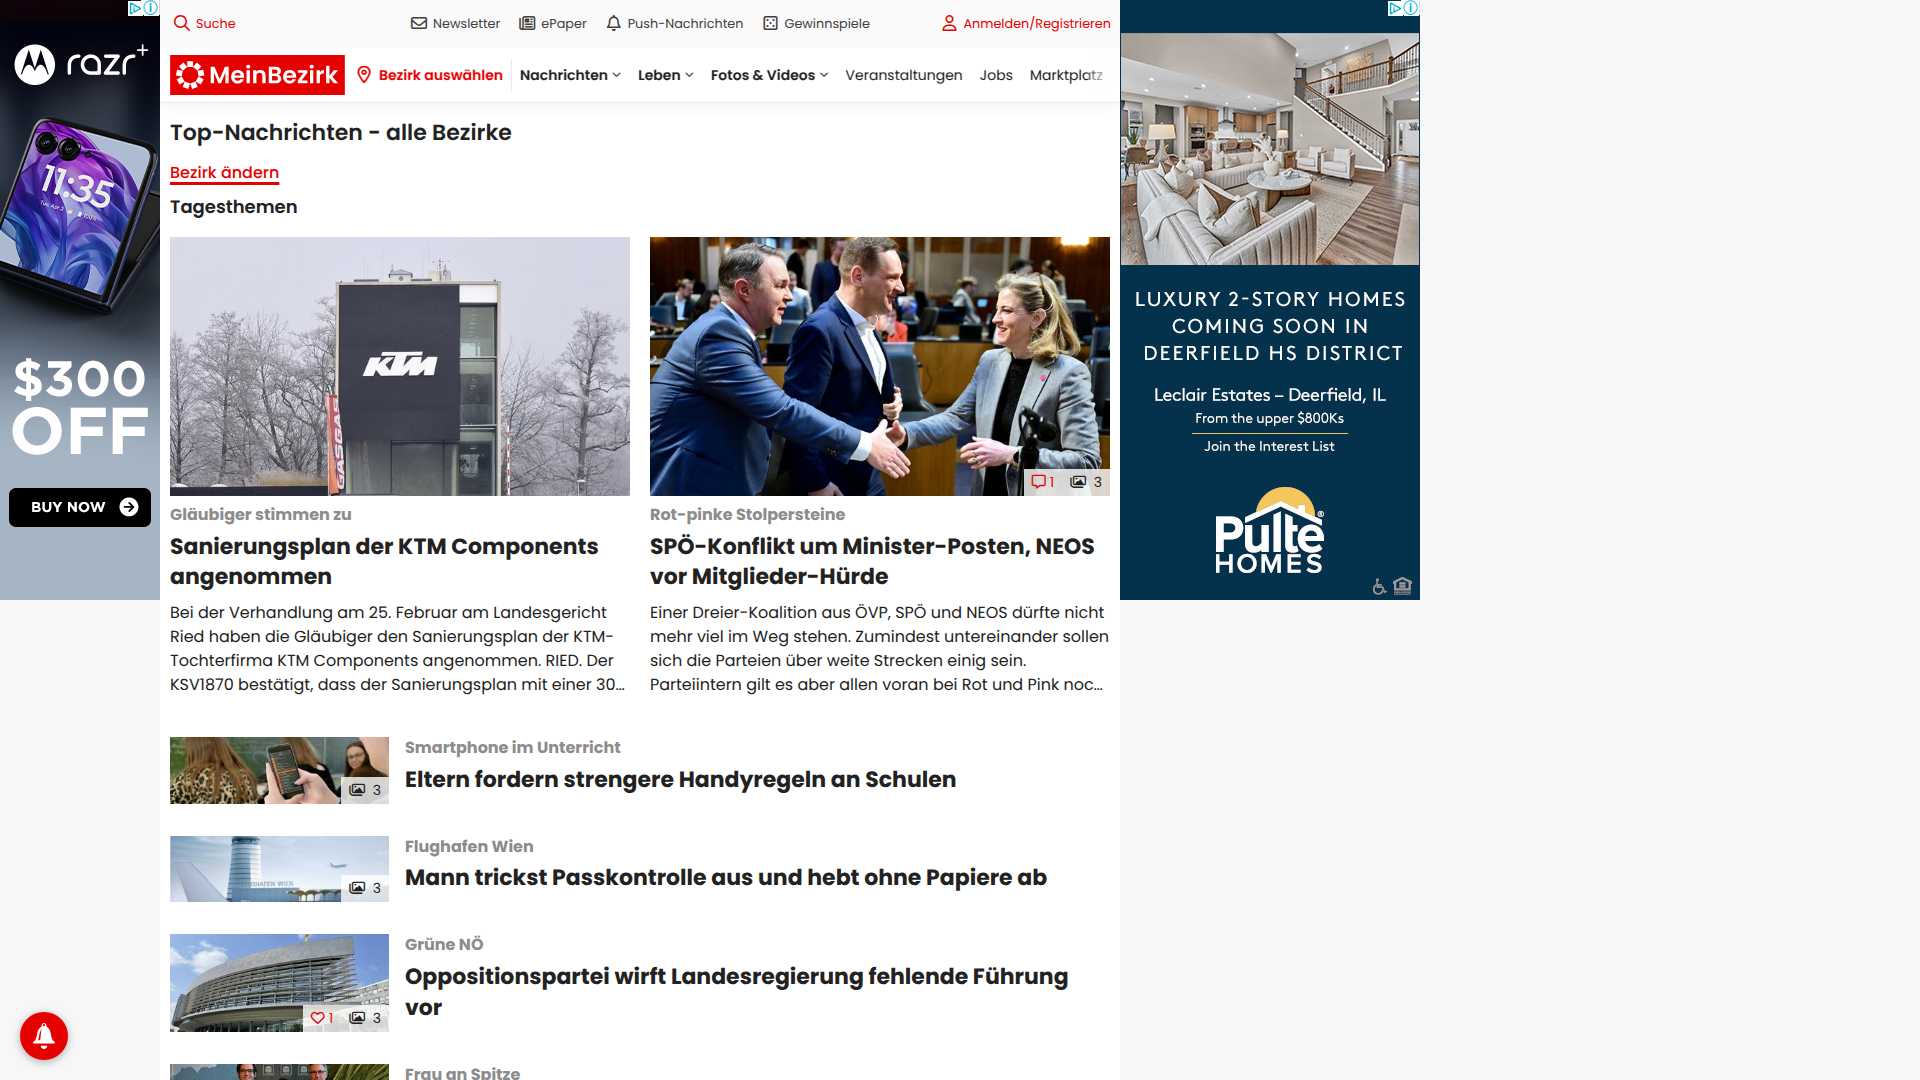 razr+
11:35
$300
OFF
BUY NOW
Suche
Newsletter
ePaper
Push-Nachrichten
Gewinnspiele
Anmelden/Registrieren
MeinBezirk
Bezirk auswählen
Nachrichten
Leben
Fotos & Videos
Veranstaltungen
Jobs
Marktplatz
Top-Nachrichten - alle Bezirke
Bezirk ändern
Tagesthemen
KTM
GASGAS
1
3
Gläubiger stimmen zu
Sanierungsplan der KTM Components
angenommen
Bei der Verhandlung am 25. Februar am Landesgericht
Ried haben die Gläubiger den Sanierungsplan der KTM-
Tochterfirma KTM Components angenommen. RIED. Der
KSV1870 bestätigt, dass der Sanierungsplan mit einer 30...
Rot-pinke Stolpersteine
SPÖ-Konflikt um Minister-Posten, NEOS
vor Mitglieder-Hürde
Einer Dreier-Koalition aus ÖVP, SPÖ und NEOS dürfte nicht
mehr viel im Weg stehen. Zumindest untereinander sollen
sich die Parteien über weite Strecken einig sein.
Parteiintern gilt es aber allen voran bei Rot und Pink noc...
3
Smartphone im Unterricht
Eltern fordern strengere Handyregeln an Schulen
3
Flughafen Wien
Mann trickst Passkontrolle aus und hebt ohne Papiere ab
1
3
Grüne NÖ
Oppositionspartei wirft Landesregierung fehlende Führung
vor
Frau an Spitze
LUXURY 2-STORY HOMES
COMING SOON IN
DEERFIELD HS DISTRICT
Leclair Estates – Deerfield, IL
From the upper $800Ks
Join the Interest List
Pulte®
HOMES